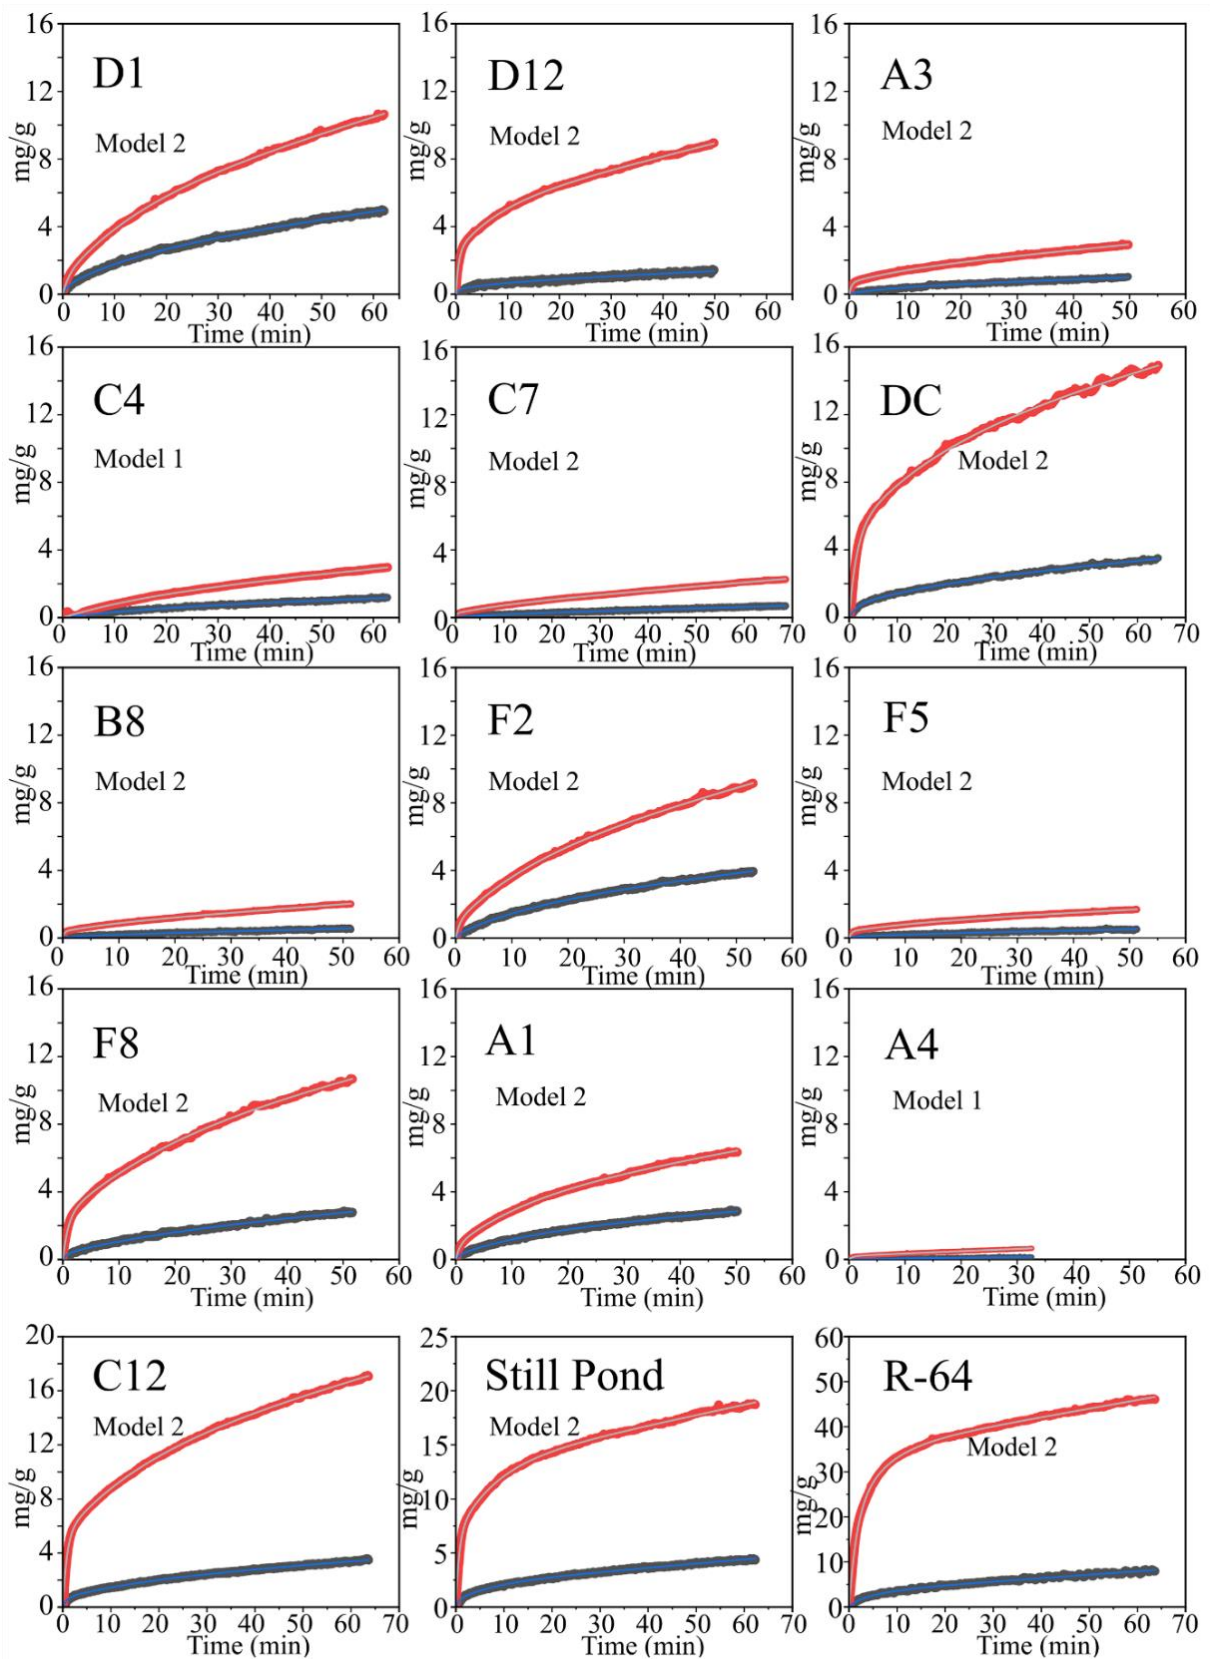 16
12
8
4
0
mg/g
D1
Model 2
0 10 20 30 40 50 60
Time (min)
16
12
8
4
0
mg/g
D12
Model 2
0 10 20 30 40 50 60
Time (min)
16
12
8
4
0
mg/g
A3
Model 2
0 10 20 30 40 50 60
Time (min)
16
12
8
4
0
mg/g
C4
Model 1
0 10 20 30 40 50 60
Time (min)
16
12
8
4
0
mg/g
C7
Model 2
0 10 20 30 40 50 60 70
Time (min)
16
12
8
4
0
mg/g
DC
Model 2
0 10 20 30 40 50 60 70
Time (min)
16
12
8
4
0
mg/g
B8
Model 2
0 10 20 30 40 50 60
Time (min)
16
12
8
4
0
mg/g
F2
Model 2
0 10 20 30 40 50 60
Time (min)
16
12
8
4
0
mg/g
F5
Model 2
0 10 20 30 40 50 60
Time (min)
16
12
8
4
0
mg/g
F8
Model 2
0 10 20 30 40 50 60
Time (min)
16
12
8
4
0
mg/g
A1
Model 2
0 10 20 30 40 50 60
Time (min)
16
12
8
4
0
mg/g
A4
Model 1
0 10 20 30 40 50 60
Time (min)
20
16
12
8
4
0
mg/g
C12
Model 2
0 10 20 30 40 50 60 70
Time (min)
25
20
15
10
5
0
mg/g
Still Pond
Model 2
0 10 20 30 40 50 60 70
Time (min)
60
50
40
30
20
10
0
mg/g
R-64
Model 2
0 10 20 30 40 50 60 70
Time (min)